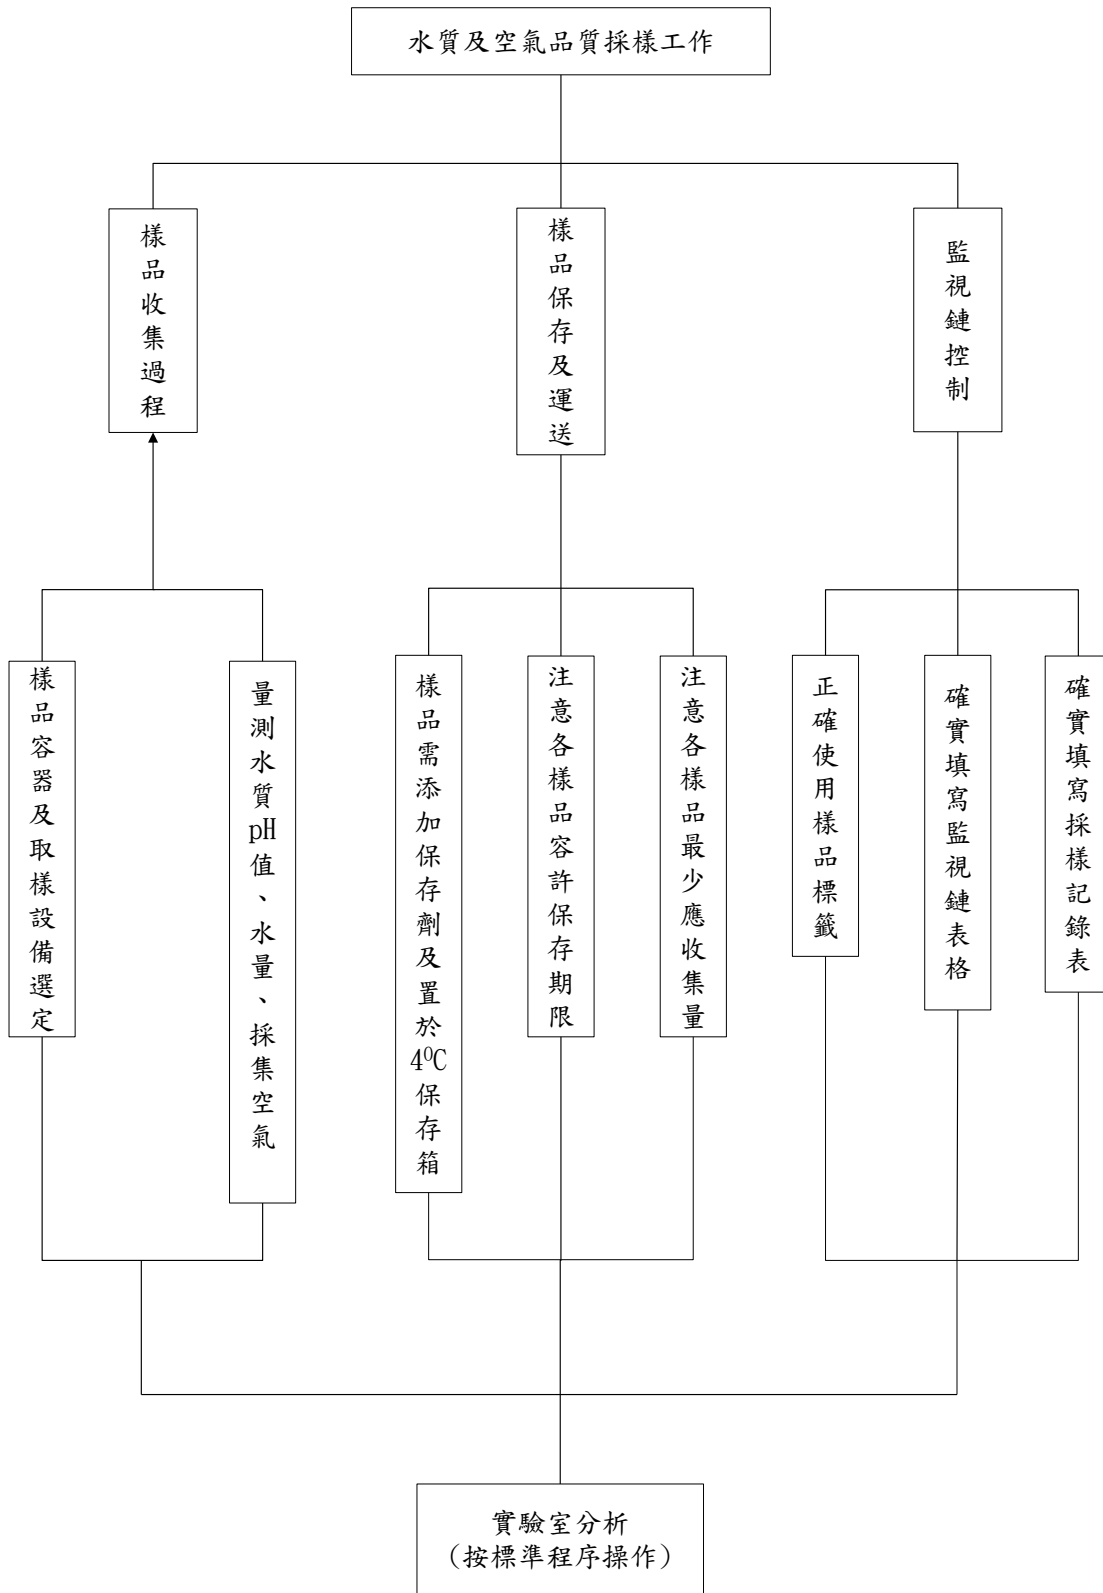 水質及空氣品質採樣工作
樣品收集過程
樣品保存及運送
監視鏈控制
樣品容器及取樣設備選定
量測水質pH值、水量、採集空氣
樣品需添加保存劑及置於4⁰C保存箱
注意各樣品容許保存期限
注意各樣品最少應收集量
正確使用樣品標籤
確實填寫監視鏈表格
確實填寫採樣記錄表
實驗室分析
（按標準程序操作）